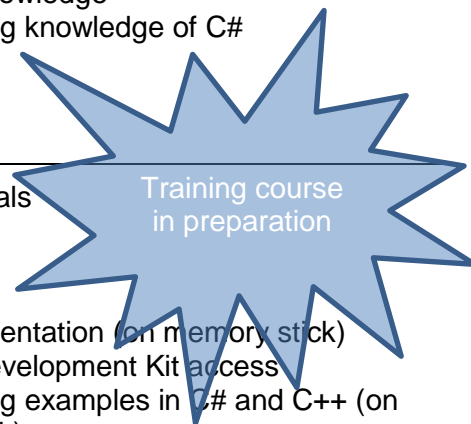 g knowledge of C#
Training course
in preparation
als
entation (on memory stick)
evelopment Kit access
g examples in C# and C++ (on